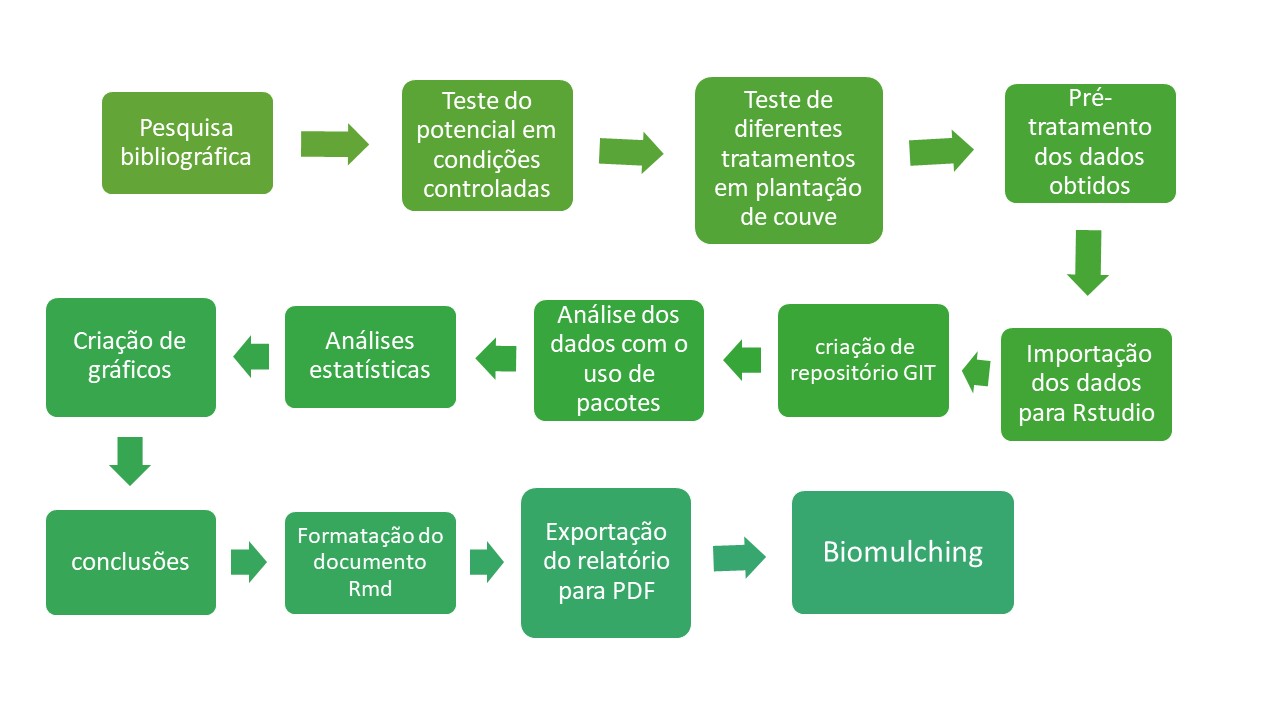 Pesquisa
bibliográfica
Teste do
potencial em
condições
controladas
Teste de
diferentes
tratamentos
em plantação
de couve
Pré-
tratamento
dos dados
obtidos
Importação
dos dados
para Rstudio
criação de
repositório GIT
Análise dos
dados com o
uso de
pacotes
Análises
estatísticas
Criação de
gráficos
conclusões
Formatação do
documento
Rmd
Exportação
do relatório
para PDF
Biomulching